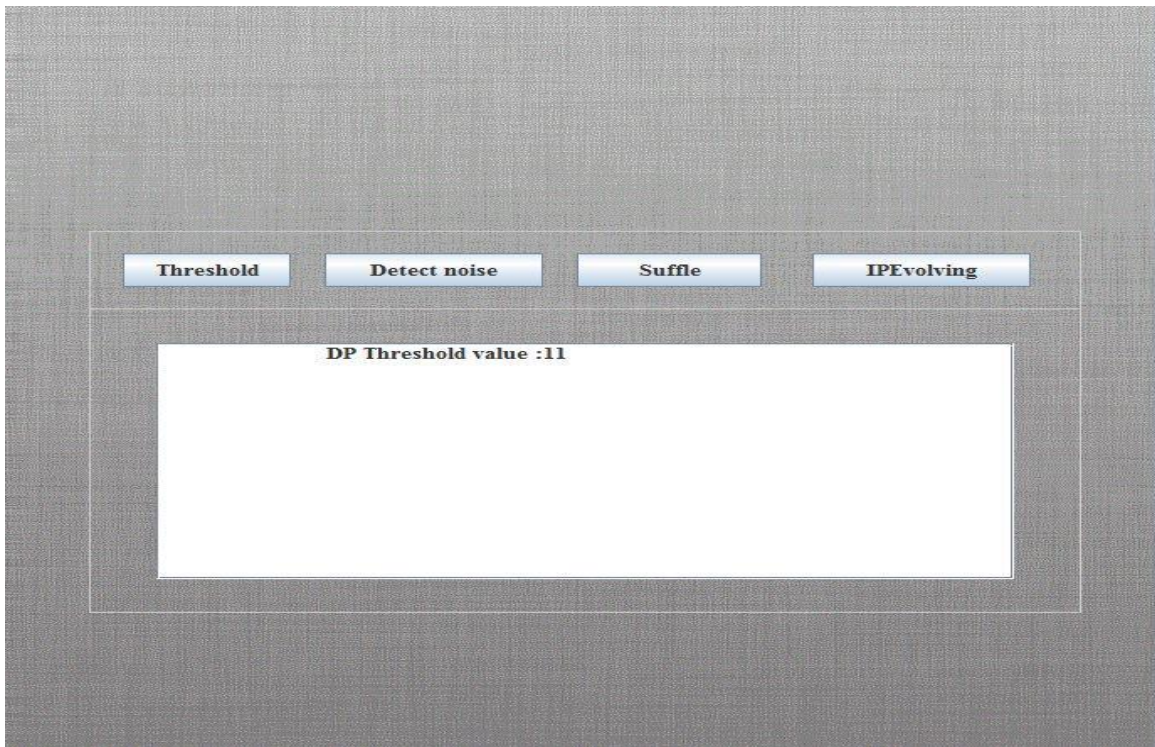 Threshold Detect noise Suffle IPEvolving
DP Threshold value :11